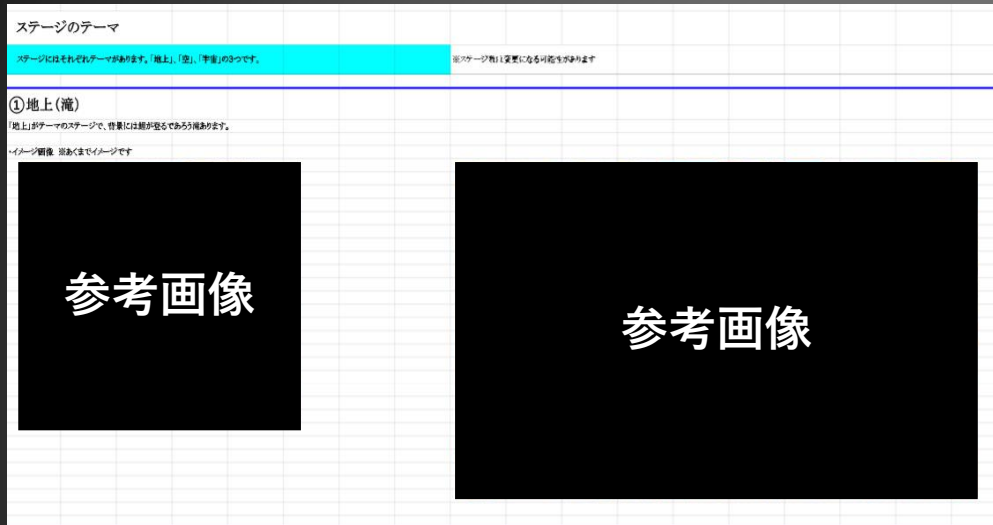 ステージのテーマ
ステージにはそれぞれテーマがあります。「地上」、「空」、「宇宙」の3つです。
※ステージ数は変更になる可能性があります
①地上(滝)
「地上」がテーマのステージで、背景には鯉が登るであろう滝あります。
・イメージ画像 ※あくまでイメージです
参考画像
参考画像